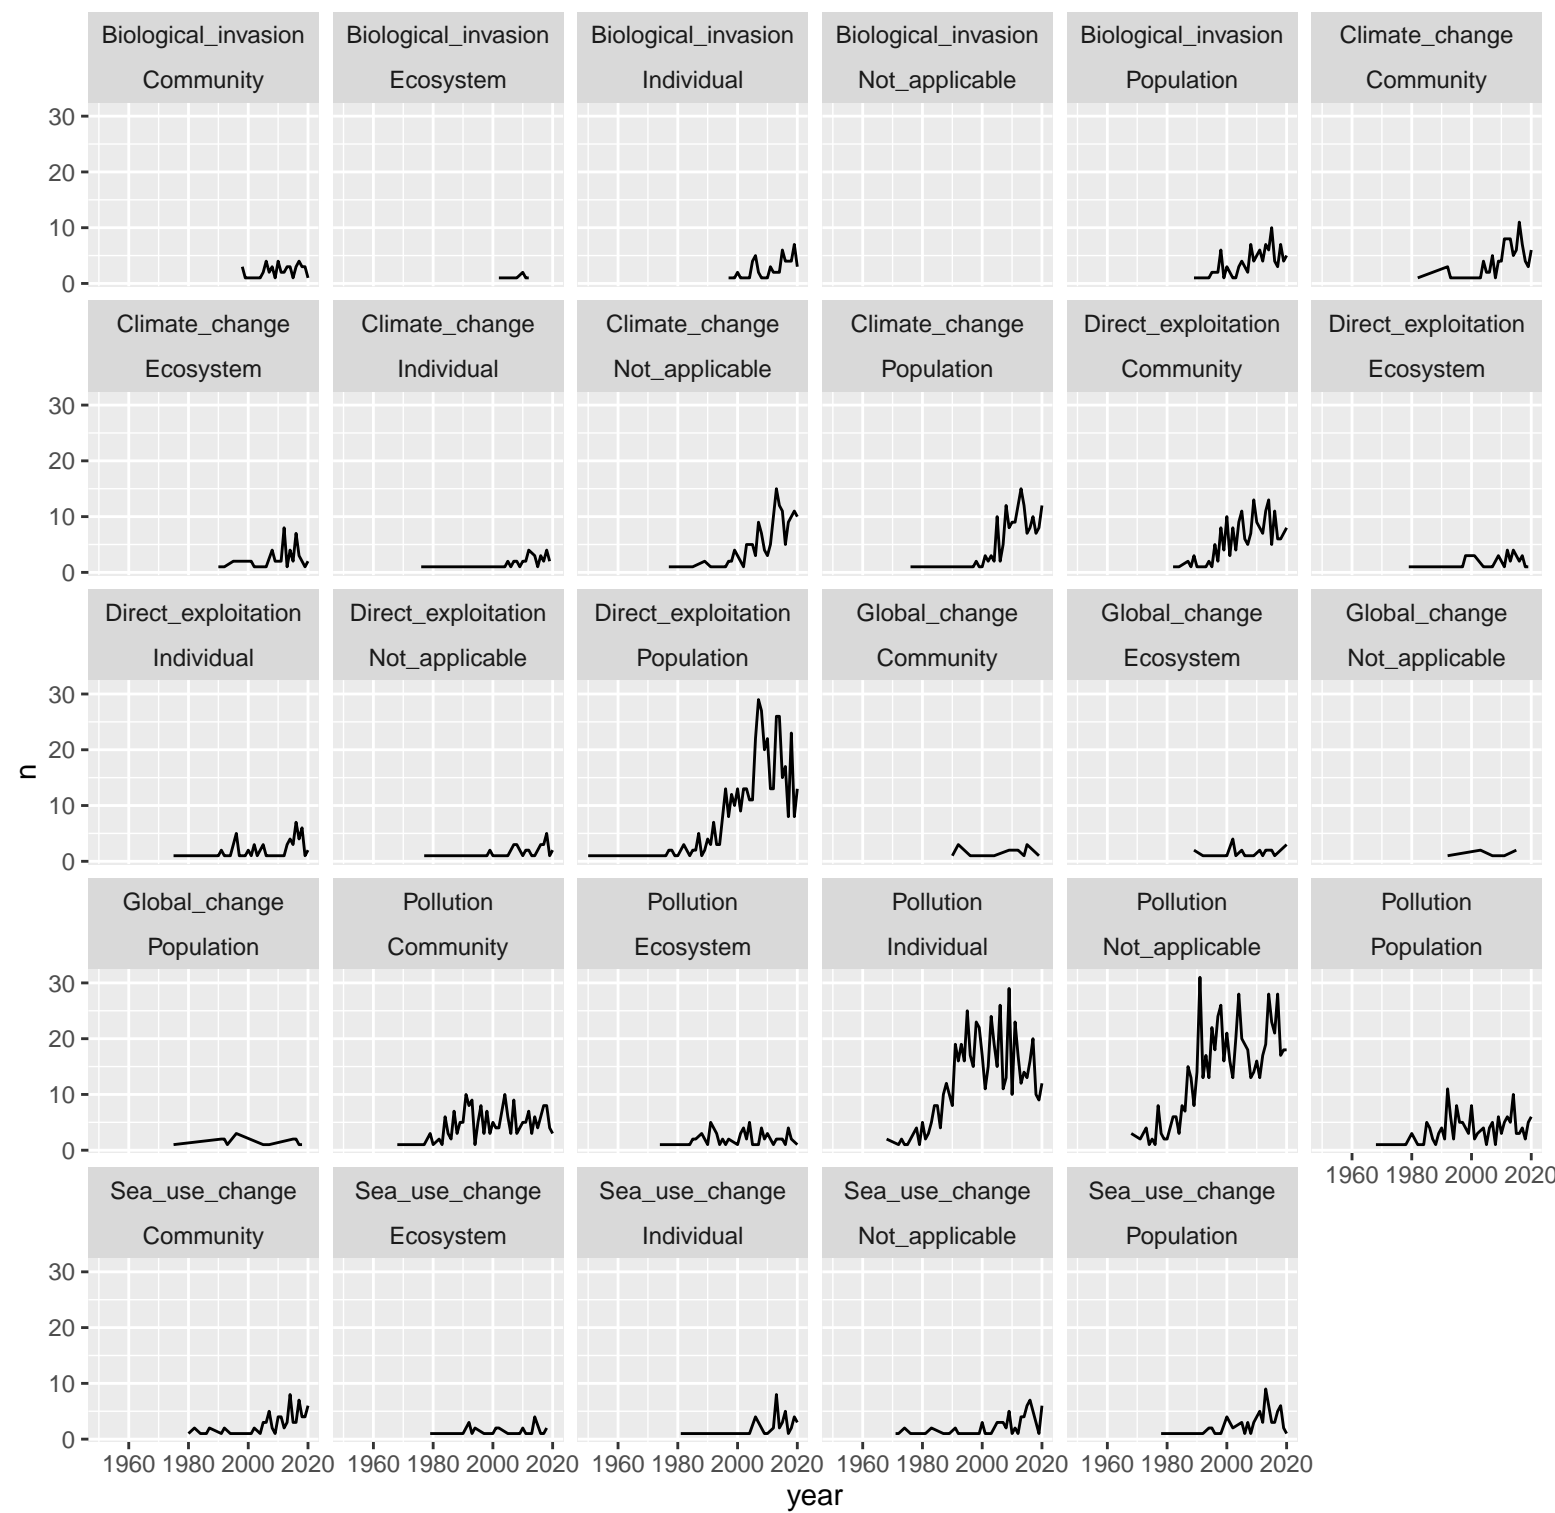 Biological_invasion Biological_invasion Biological_invasion Biological_invasion Biological_invasion Climate_change
Community Ecosystem Individual Not_applicable Population Community
30
20
10
0
Climate_change Climate_change Climate_change Climate_change Direct_exploitation Direct_exploitation
Ecosystem Individual Not_applicable Population Community Ecosystem
30
20
10
0
Direct_exploitation Direct_exploitation Direct_exploitation Global_change Global_change Global_change
Individual Not_applicable Population Community Ecosystem Not_applicable
30
20
10
0
n
Global_change Pollution Pollution Pollution Pollution Pollution
Population Community Ecosystem Individual Not_applicable Population
30
20
10
0
1960 1980 2000 2020
Sea_use_change Sea_use_change Sea_use_change Sea_use_change Sea_use_change
Community Ecosystem Individual Not_applicable Population
30
20
10
0
1960 1980 2000 2020 1960 1980 2000 2020 1960 1980 2000 2020 1960 1980 2000 2020 1960 1980 2000 2020
year